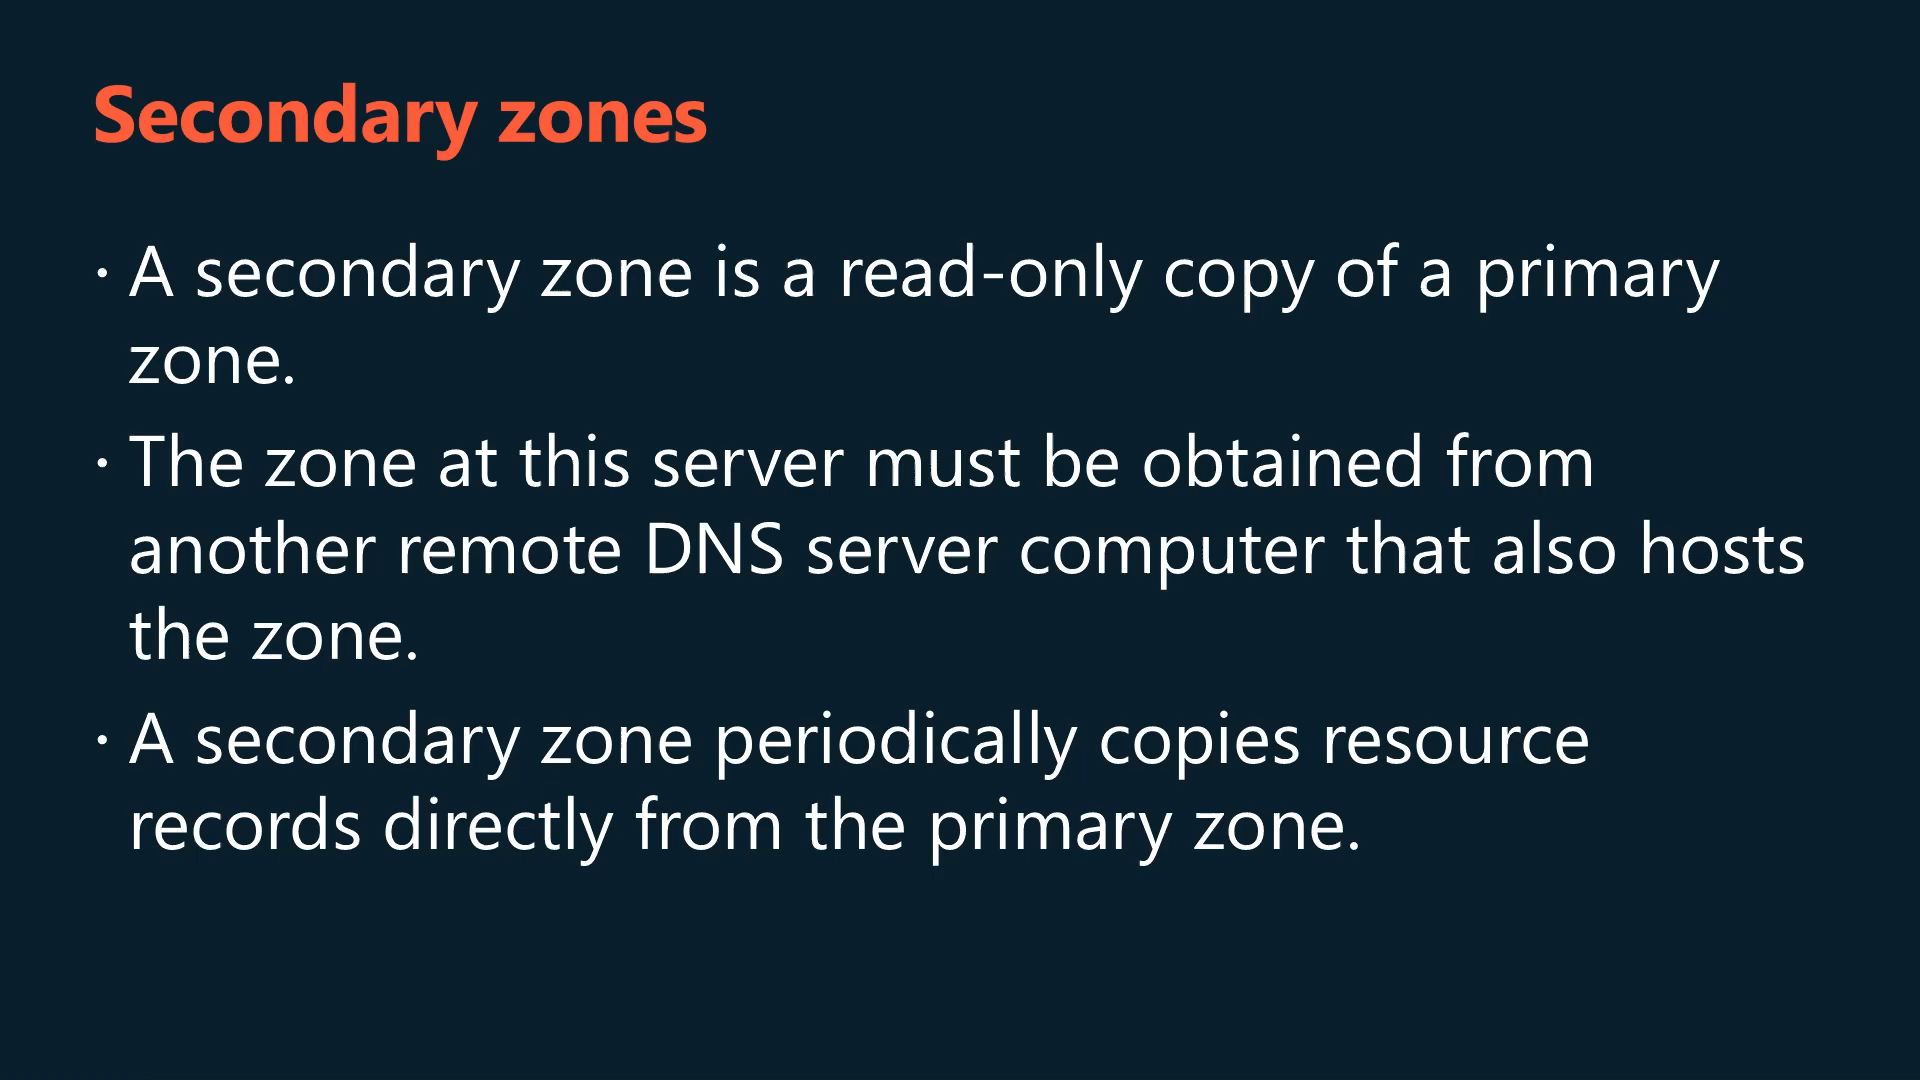 Secondary zones
· A secondary zone is a read-only copy of a primary
zone.
· The zone at this server must be obtained from
another remote DNS server computer that also hosts
the zone.
· A secondary zone periodically copies resource
records directly from the primary zone.